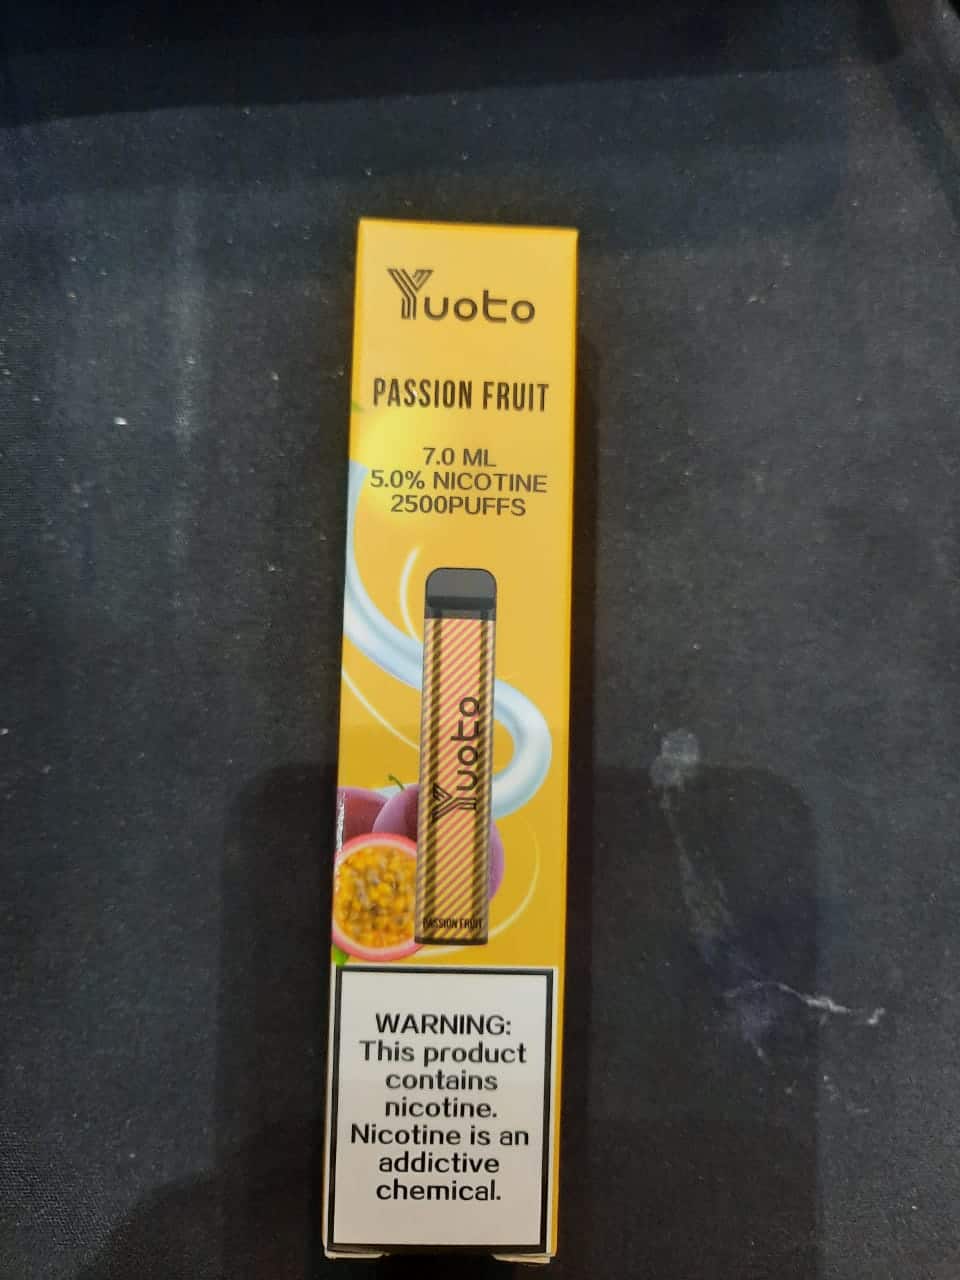 Yuoto
PASSION FRUIT
7.0 ML
5.0% NICOTINE
2500PUFFS
Yuoto
PASSION FRUIT
WARNING:
This product
contains
nicotine.
Nicotine is an
addictive
chemical.